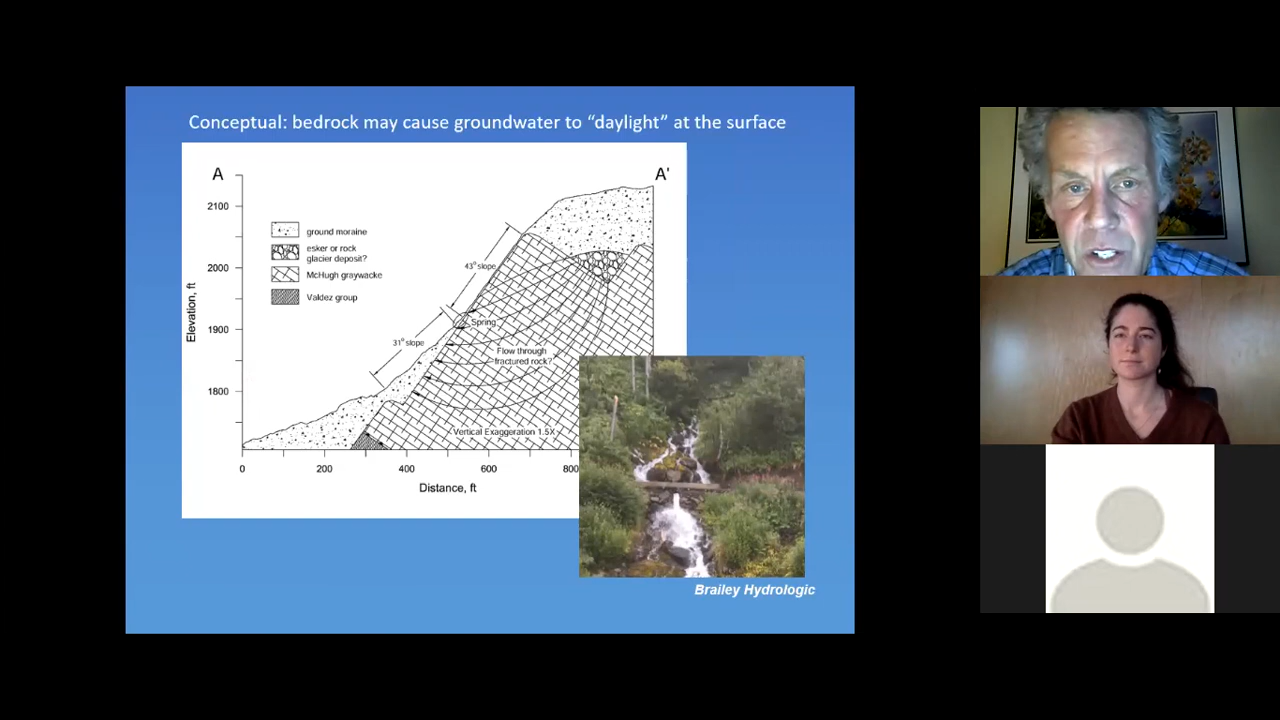 Conceptual: bedrock may cause groundwater to “daylight” at the surface
A
A'
2100
2000
1900
1800
Elevation, ft
ground moraine
esker or rock
glacier deposit?
McHugh graywacke
Valdez group
43° slope
31° slope
Spring
Flow through
fractured rock?
Vertical Exaggeration 1.5X
0
200
400
600
800
Distance, ft
Brailey Hydrologic